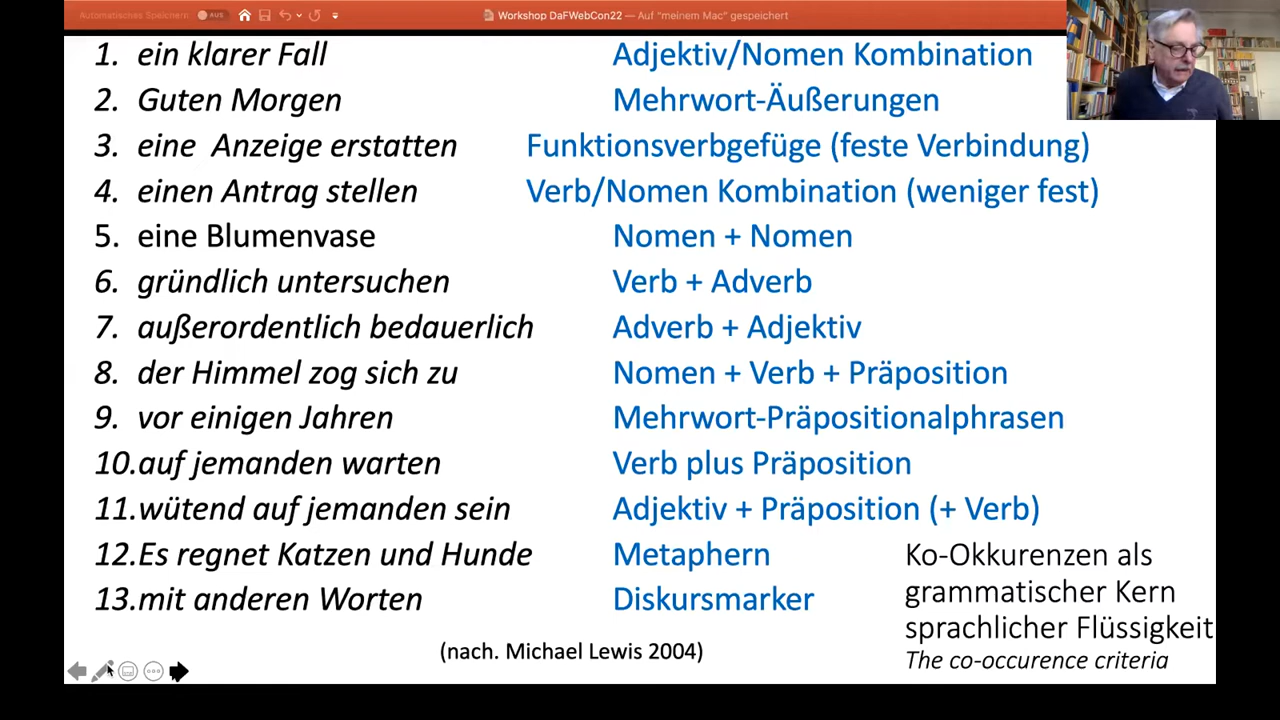 Automatisches Speichern AUS
Workshop DaFWebCon22 — Auf "meinem Mac" gespeichert
1. ein klarer Fall Adjektiv/Nomen Kombination
2. Guten Morgen Mehrwort-Äußerungen
3. eine Anzeige erstatten Funktionsverbgefüge (feste Verbindung)
4. einen Antrag stellen Verb/Nomen Kombination (weniger fest)
5. eine Blumenvase Nomen + Nomen
6. gründlich untersuchen Verb + Adverb
7. außerordentlich bedauerlich Adverb + Adjektiv
8. der Himmel zog sich zu Nomen + Verb + Präposition
9. vor einigen Jahren Mehrwort-Präpositionalphrasen
10.auf jemanden warten Verb plus Präposition
11.wütend auf jemanden sein Adjektiv + Präposition (+ Verb)
12.Es regnet Katzen und Hunde Metaphern
13.mit anderen Worten Diskursmarker
Ko-Okkurenzen als
grammatischer Kern
sprachlicher Flüssigkeit
The co-occurence criteria
(nach. Michael Lewis 2004)